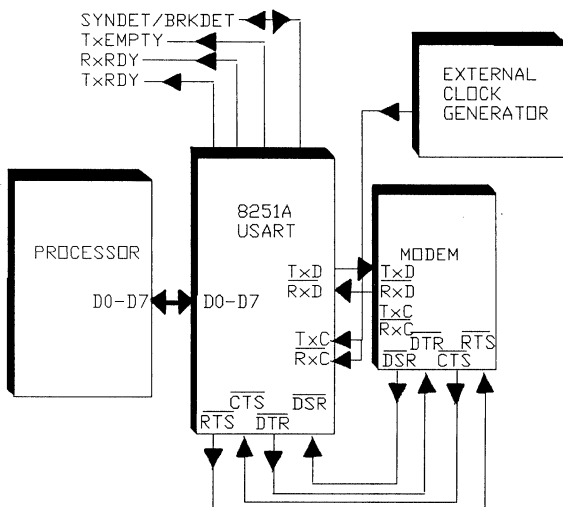 SYNDET/BRKDET
TxEMPTY
RxRDY
TxRDY
EXTERNAL
CLOCK
GENERATOR
8251A
USART
PROCESSOR
MODEM
TxD
RxD
TxD
RxD
D0-D7
D0-D7
TxC
RxC
TxC
RxC
DTR
RTS
DSR
CTS
CTS
DSR
RTS
DTR